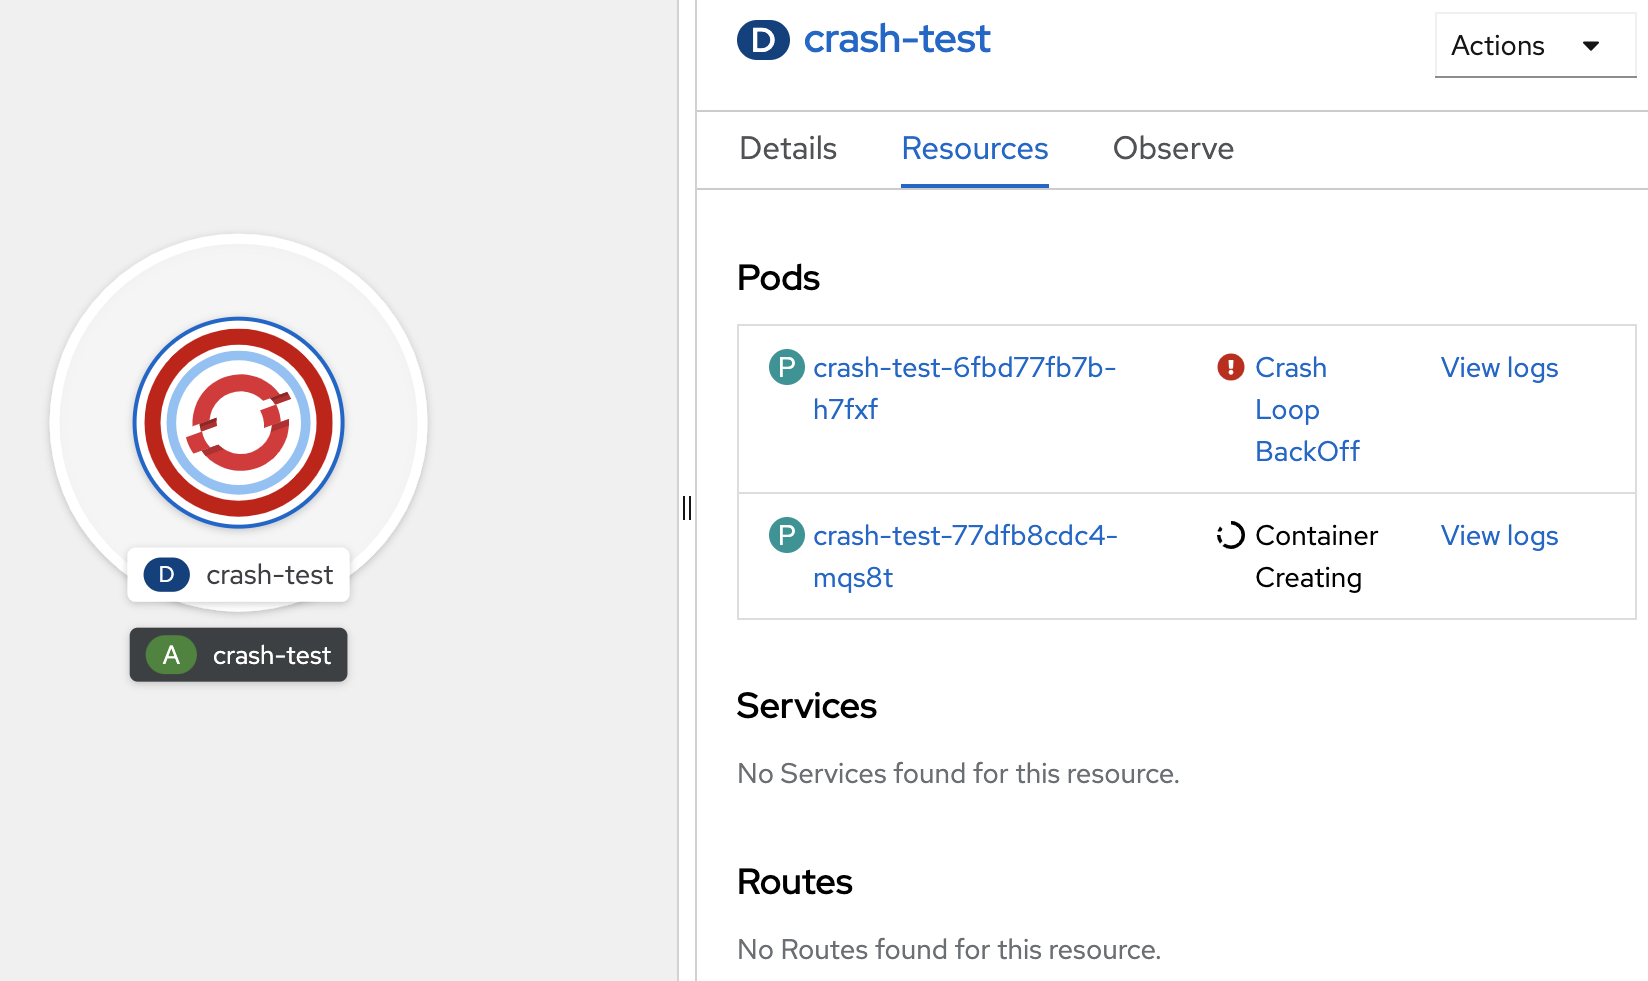 D crash-test
Actions
Details Resources Observe
Pods
P crash-test-6fbd77fb7b-
h7fxf
Crash
Loop
BackOff
View logs
P crash-test-77dfb8cdc4-
mqs8t
Container
Creating
View logs
Services
No Services found for this resource.
Routes
No Routes found for this resource.
D crash-test
A crash-test